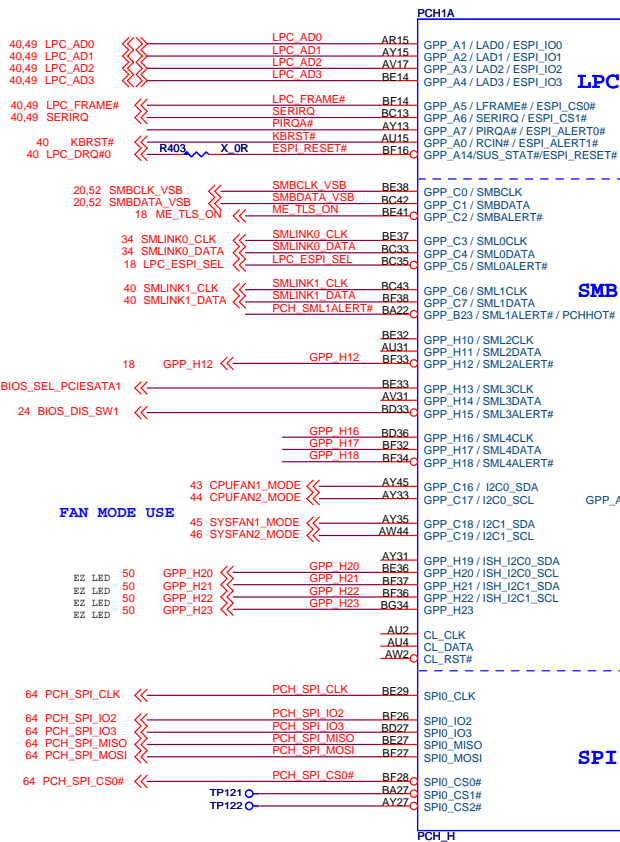 PCH1A
40,49 LPC_AD0 LPC_AD0 AR15 GPP_A1 / LAD0 / ESPI_IO0
40,49 LPC_AD1 LPC_AD1 AY15 GPP_A2 / LAD1 / ESPI_IO1
40,49 LPC_AD2 LPC_AD2 AV17 GPP_A3 / LAD2 / ESPI_IO2
40,49 LPC_AD3 LPC_AD3 BE14 GPP_A4 / LAD3 / ESPI_IO3
LPC
40,49 LPC_FRAME# LPC_FRAME# BF14 GPP_A5 / LFRAME# / ESPI_CS0#
40,49 SERIRQ SERIRQ BC13 GPP_A6 / SERIRQ / ESPI_CS1#
PIRQA# AY13 GPP_A7 / PIRQA# / ESPI_ALERT0#
40 KBRST# KBRST# AU15 GPP_A0 / RCIN# / ESPI_ALERT1#
40 LPC_DRQ#0 R403 X_0R ESPI_RESET# BF16 GPP_A14/SUS_STAT#/ESPI_RESET#
20,52 SMBCLK_VSB SMBCLK_VSB BE38 GPP_C0 / SMBCLK
20,52 SMBDATA_VSB SMBDATA_VSB BC42 GPP_C1 / SMBDATA
18 ME_TLS_ON ME_TLS_ON BE41 GPP_C2 / SMBALERT#
34 SMLINK0_CLK SMLINK0_CLK BE37 GPP_C3 / SML0CLK
34 SMLINK0_DATA SMLINK0_DATA BC33 GPP_C4 / SML0DATA
18 LPC_ESPI_SEL LPC_ESPI_SEL BC35 GPP_C5 / SML0ALERT#
40 SMLINK1_CLK SMLINK1_CLK BC43 GPP_C6 / SML1CLK
SMB
40 SMLINK1_DATA SMLINK1_DATA BF38 GPP_C7 / SML1DATA
PCH_SML1ALERT# BA22 GPP_B23 / SML1ALERT# / PCHHOT#
BE32 GPP_H10 / SML2CLK
AU31 GPP_H11 / SML2DATA
18 GPP_H12 GPP_H12 BF33 GPP_H12 / SML2ALERT#
BIOS_SEL_PCIESATA1 BE33 GPP_H13 / SML3CLK
AV31 GPP_H14 / SML3DATA
24 BIOS_DIS_SW1 BD33 GPP_H15 / SML3ALERT#
GPP_H16 BD36 GPP_H16 / SML4CLK
GPP_H17 BF32 GPP_H17 / SML4DATA
GPP_H18 BF34 GPP_H18 / SML4ALERT#
43 CPUFAN1_MODE AY45 GPP_C16 / I2C0_SDA
44 CPUFAN2_MODE AY33 GPP_C17 / I2C0_SCL GPP_A
FAN MODE USE
45 SYSFAN1_MODE AY35 GPP_C18 / I2C1_SDA
46 SYSFAN2_MODE AW44 GPP_C19 / I2C1_SCL
AY31 GPP_H19 / ISH_I2C0_SDA
EZ LED 50 GPP_H20 GPP_H20 BE36 GPP_H20 / ISH_I2C0_SCL
EZ LED 50 GPP_H21 GPP_H21 BF37 GPP_H21 / ISH_I2C1_SDA
EZ LED 50 GPP_H22 GPP_H22 BF36 GPP_H22 / ISH_I2C1_SCL
EZ LED 50 GPP_H23 GPP_H23 BG34 GPP_H23
AU2 CL_CLK
AU4 CL_DATA
AW2 CL_RST#
64 PCH_SPI_CLK PCH_SPI_CLK BE29 SPI0_CLK
64 PCH_SPI_IO2 PCH_SPI_IO2 BF26 SPI0_IO2
64 PCH_SPI_IO3 PCH_SPI_IO3 BD27 SPI0_IO3
64 PCH_SPI_MISO PCH_SPI_MISO BE27 SPI0_MISO
64 PCH_SPI_MOSI PCH_SPI_MOSI BF27 SPI0_MOSI
SPI
64 PCH_SPI_CS0# PCH_SPI_CS0# BF28 SPI0_CS0#
TP121 BA27 SPI0_CS1#
TP122 AY27 SPI0_CS2#
PCH_H